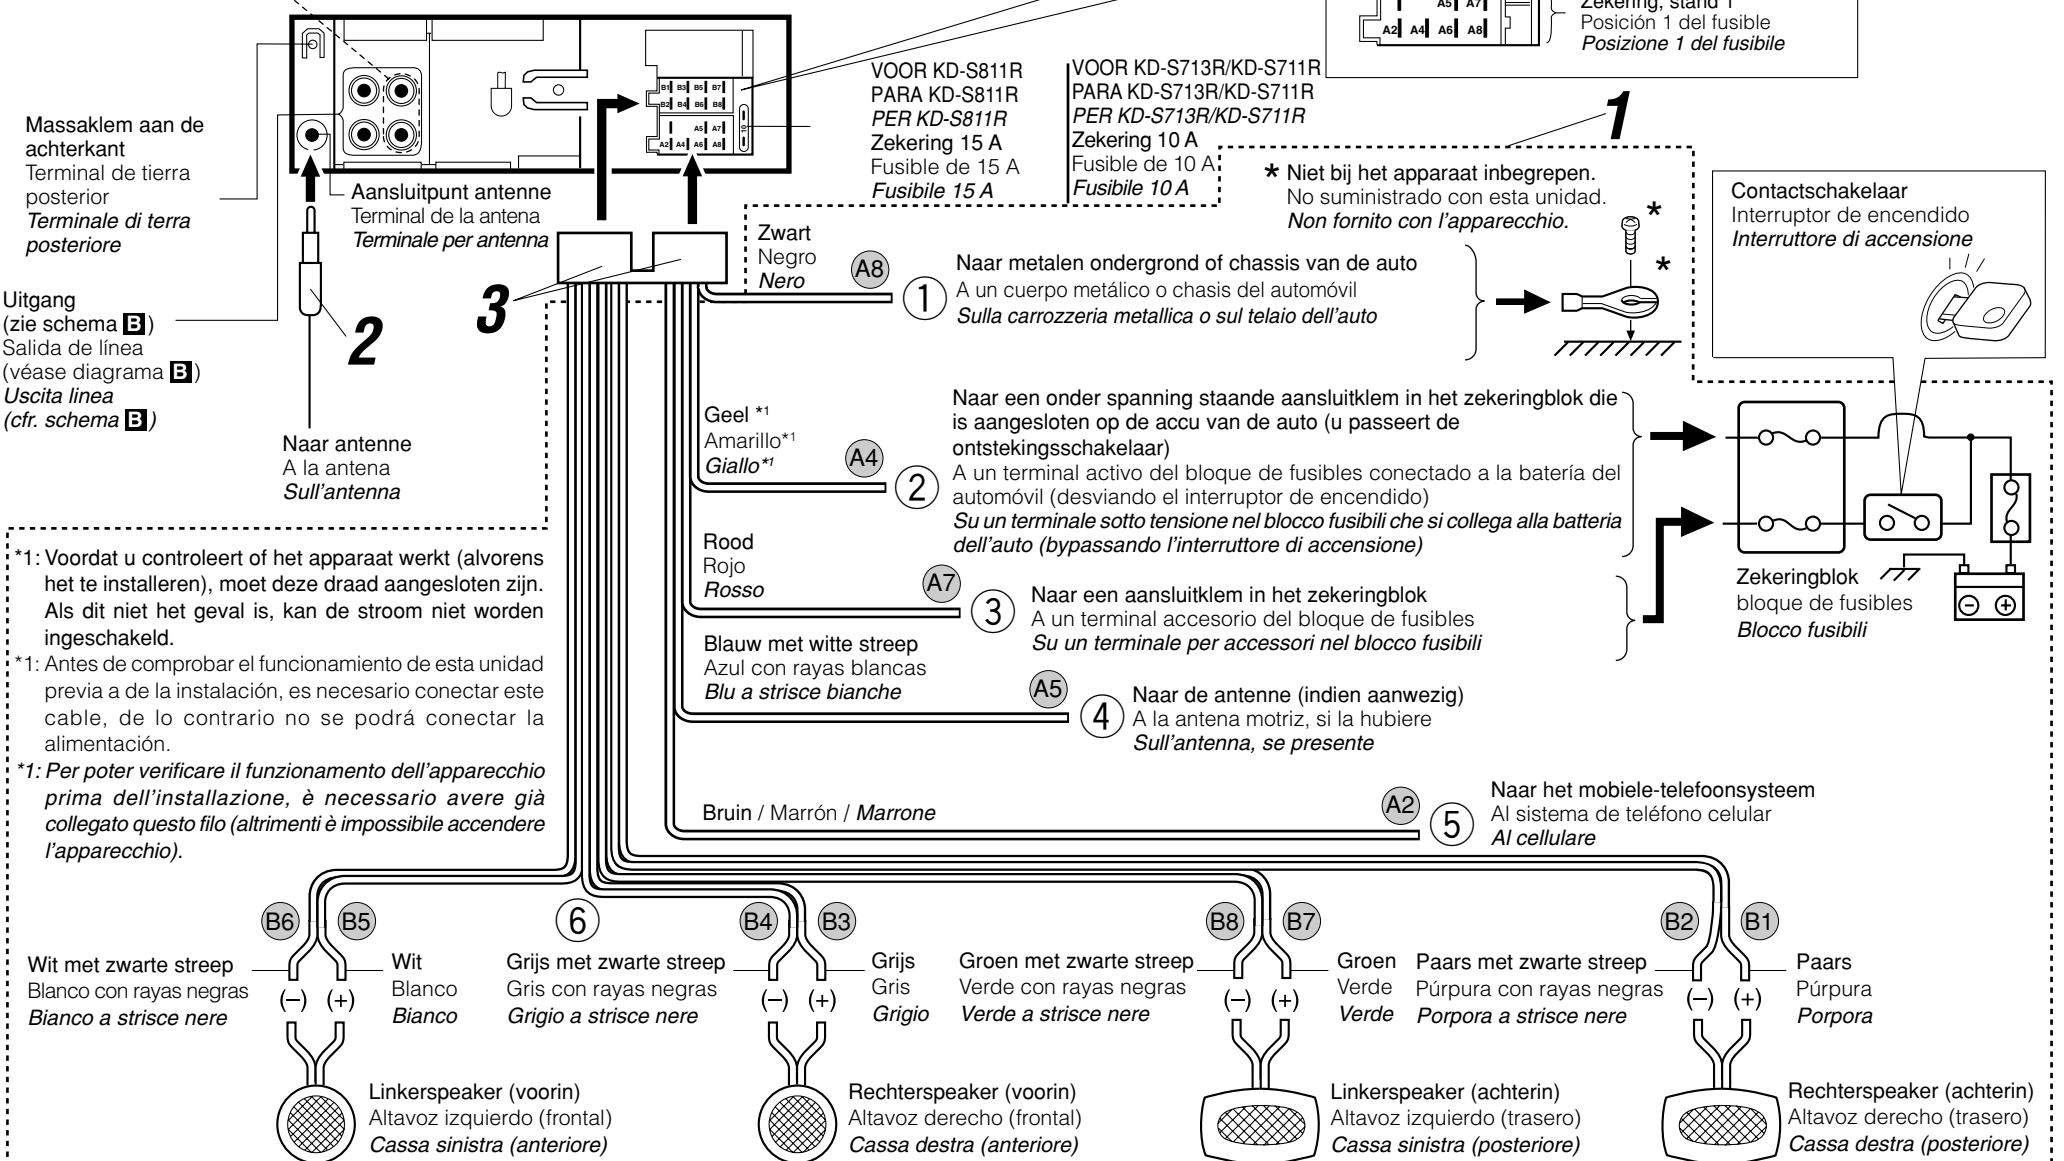 Zekering, stand 1
Posición 1 del fusible
Posizione 1 del fusibile
A5 A7
A2 A4 A6 A8
B1 B3 B5 B7
B2 B4 B6 B8
A5 A7
A2 A4 A6 A8
10
VOOR KD-S811R
PARA KD-S811R
PER KD-S811R
Zekering 15 A
Fusible de 15 A
Fusibile 15 A
VOOR KD-S713R/KD-S711R
PARA KD-S713R/KD-S711R
PER KD-S713R/KD-S711R
Zekering 10 A
Fusible de 10 A
Fusibile 10 A
1
Massaklem aan de
achterkant
Terminal de tierra
posterior
Terminale di terra
posteriore
Aansluitpunt antenne
Terminal de la antena
Terminale per antenna
* Niet bij het apparaat inbegrepen.
No suministrado con esta unidad.
Non fornito con l'apparecchio.
*
*
Contactschakelaar
Interruptor de encendido
Interruttore di accensione
Uitgang
(zie schema B)
Salida de línea
(véase diagrama B)
Uscita linea
(cfr. schema B)
2
3
Naar antenne
A la antena
Sull'antenna
Zwart
Negro
Nero
A8
1
Naar metalen ondergrond of chassis van de auto
A un cuerpo metálico o chasis del automóvil
Sulla carrozzeria metallica o sul telaio dell'auto
Geel *1
Amarillo*1
Giallo*1
A4
2
Naar een onder spanning staande aansluitklem in het zekeringblok die
is aangesloten op de accu van de auto (u passeert de
ontstekingsschakelaar)
A un terminal activo del bloque de fusibles conectado a la batería del
automóvil (desviando el interruptor de encendido)
Su un terminale sotto tensione nel blocco fusibili che si collega alla batteria
dell'auto (bypassando l'interruttore di accensione)
Rood
Rojo
Rosso
A7
3
Naar een aansluitklem in het zekeringblok
A un terminal accesorio del bloque de fusibles
Su un terminale per accessori nel blocco fusibili
Zekeringblok
bloque de fusibles
Blocco fusibili
− +
Blauw met witte streep
Azul con rayas blancas
Blu a strisce bianche
A5
4
Naar de antenne (indien aanwezig)
A la antena motriz, si la hubiere
Sull'antenna, se presente
Bruin / Marrón / Marrone
A2
5
Naar het mobiele-telefoonsysteem
Al sistema de teléfono celular
Al cellulare
*1: Voordat u controleert of het apparaat werkt (alvorens
het te installeren), moet deze draad aangesloten zijn.
Als dit niet het geval is, kan de stroom niet worden
ingeschakeld.
*1: Antes de comprobar el funcionamiento de esta unidad
previa a de la instalación, es necesario conectar este
cable, de lo contrario no se podrá conectar la
alimentación.
*1: Per poter verificare il funzionamento dell'apparecchio
prima dell'installazione, è necessario avere già
collegato questo filo (altrimenti è impossibile accendere
l'apparecchio).
B6 B5
6
B4 B3
B8 B7
B2 B1
Wit met zwarte streep
Blanco con rayas negras
Bianco a strisce nere
(−) (+)
Wit
Blanco
Bianco
Grijs met zwarte streep
Gris con rayas negras
Grigio a strisce nere
(−) (+)
Grijs
Gris
Grigio
Groen met zwarte streep
Verde con rayas negras
Verde a strisce nere
(−) (+)
Groen
Verde
Verde
Paars met zwarte streep
Púrpura con rayas negras
Porpora a strisce nere
(−) (+)
Paars
Púrpura
Porpora
Linkerspeaker (voorin)
Altavoz izquierdo (frontal)
Cassa sinistra (anteriore)
Rechterspeaker (voorin)
Altavoz derecho (frontal)
Cassa destra (anteriore)
Linkerspeaker (achterin)
Altavoz izquierdo (trasero)
Cassa sinistra (posteriore)
Rechterspeaker (achterin)
Altavoz derecho (trasero)
Cassa destra (posteriore)